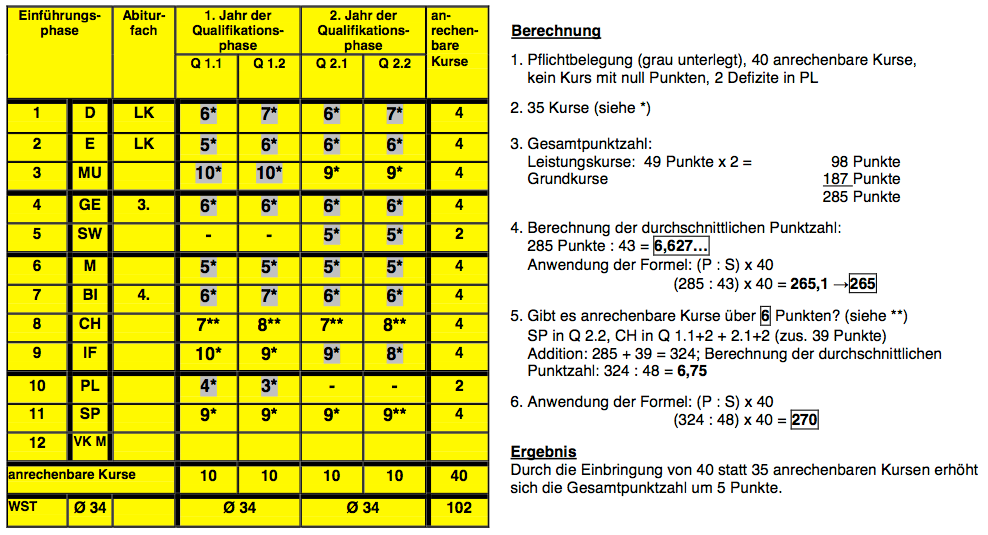 Einführungs- Abitur- 1. Jahr der 2. Jahr der an-
phase fach Qualifikations- Qualifikations- rechen-
phase phase bare
Q 1.1 Q 1.2 Q 2.1 Q 2.2 Kurse
1 D LK 6* 7* 6* 7* 4
2 E LK 5* 6* 6* 6* 4
3 MU 10* 10* 9* 9* 4
4 GE 3. 6* 6* 6* 6* 4
5 SW - - 5* 5* 2
6 M 5* 5* 5* 5* 4
7 BI 4. 6* 7* 6* 6* 4
8 CH 7** 8** 7** 8** 4
9 IF 10* 9* 9* 8* 4
10 PL 4* 3* - - 2
11 SP 9* 9* 9* 9** 4
12 VK M
anrechenbare Kurse 10 10 10 10 40
WST Ø 34 Ø 34 Ø 34 102
Berechnung
1. Pflichtbelegung (grau unterlegt), 40 anrechenbare Kurse,
kein Kurs mit null Punkten, 2 Defizite in PL
2. 35 Kurse (siehe *)
3. Gesamtpunktzahl:
Leistungskurse: 49 Punkte x 2 = 98 Punkte
Grundkurse 187 Punkte
285 Punkte
4. Berechnung der durchschnittlichen Punktzahl:
285 Punkte : 43 = 6,627...
Anwendung der Formel: (P : S) x 40
(285 : 43) x 40 = 265,1 →265
5. Gibt es anrechenbare Kurse über 6 Punkten? (siehe **)
SP in Q 2.2, CH in Q 1.1+2 + 2.1+2 (zus. 39 Punkte)
Addition: 285 + 39 = 324; Berechnung der durchschnittlichen
Punktzahl: 324 : 48 = 6,75
6. Anwendung der Formel: (P : S) x 40
(324 : 48) x 40 = 270
Ergebnis
Durch die Einbringung von 40 statt 35 anrechenbaren Kursen erhöht
sich die Gesamtpunktzahl um 5 Punkte.